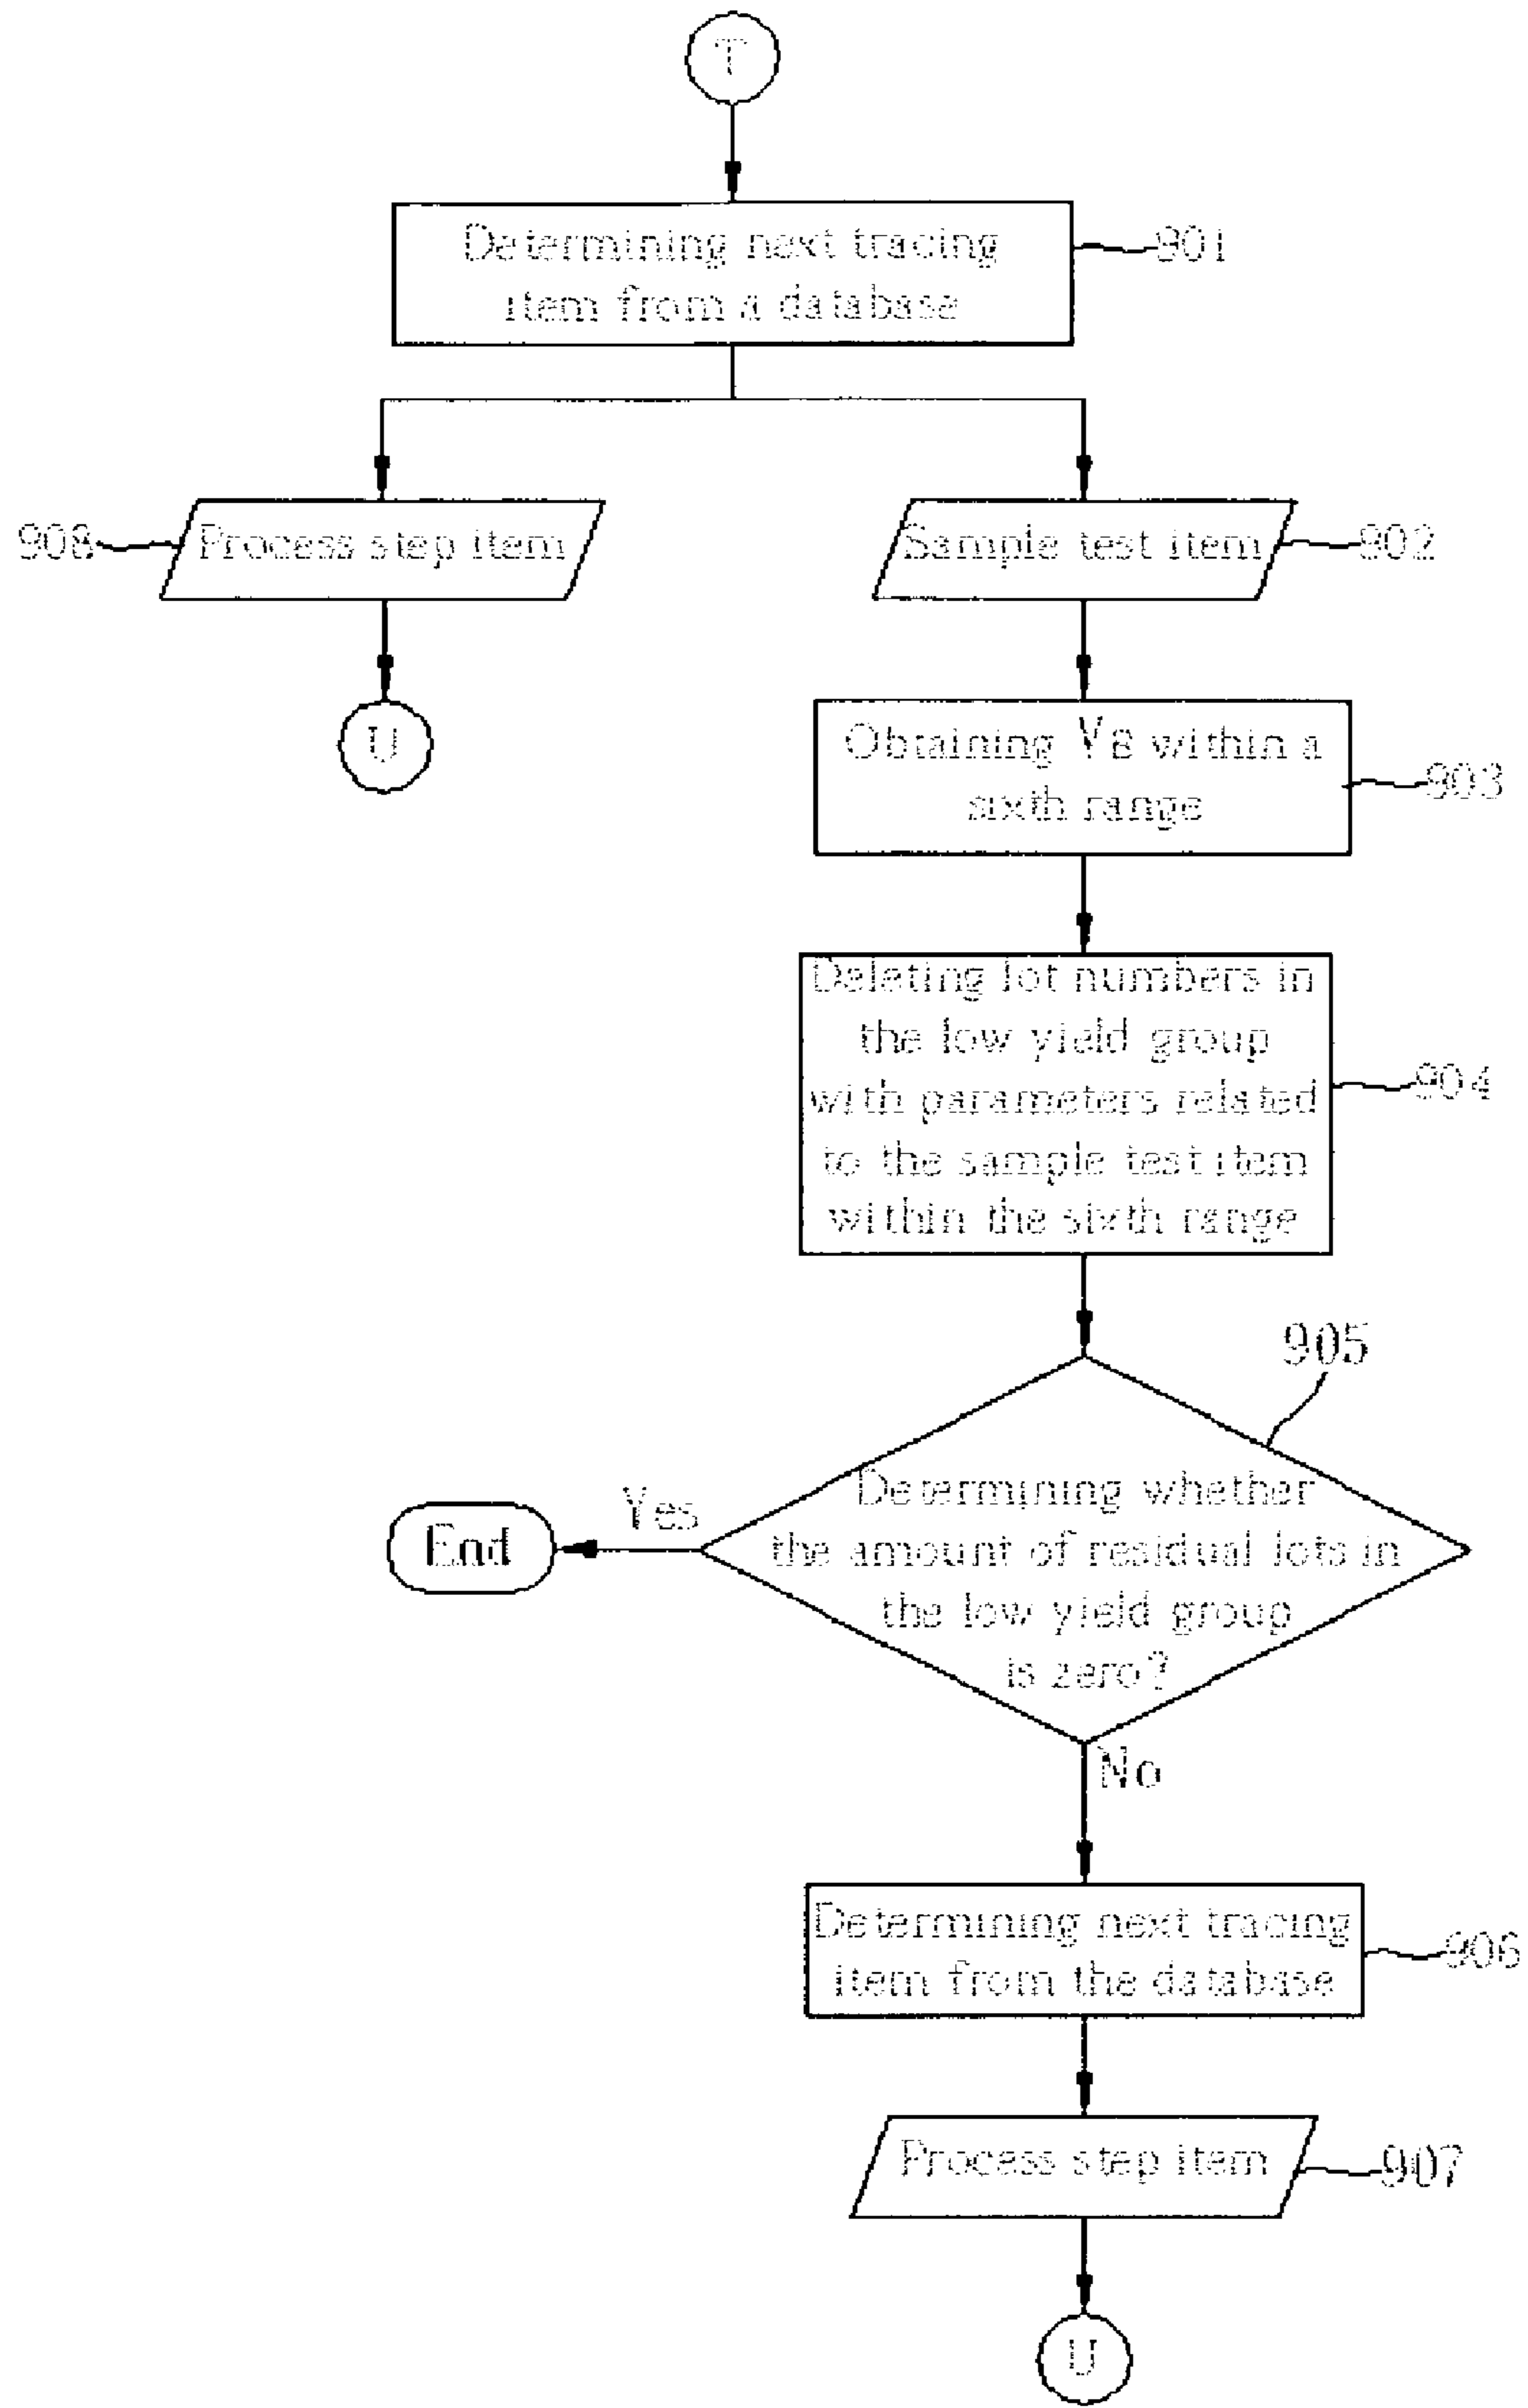 T
Determining next tracing
item from a database
901
908
Process step item
Sample test item
902
U
Obtaining VB within a
sixth range
903
Deleting lot numbers in
the low yield group
with parameters related
to the sample test item
within the sixth range
904
905
Determining whether
the amount of residual lots in
the low yield group
is zero?
Yes
End
No
Determining next tracing
item from the database
906
Process step item
907
U